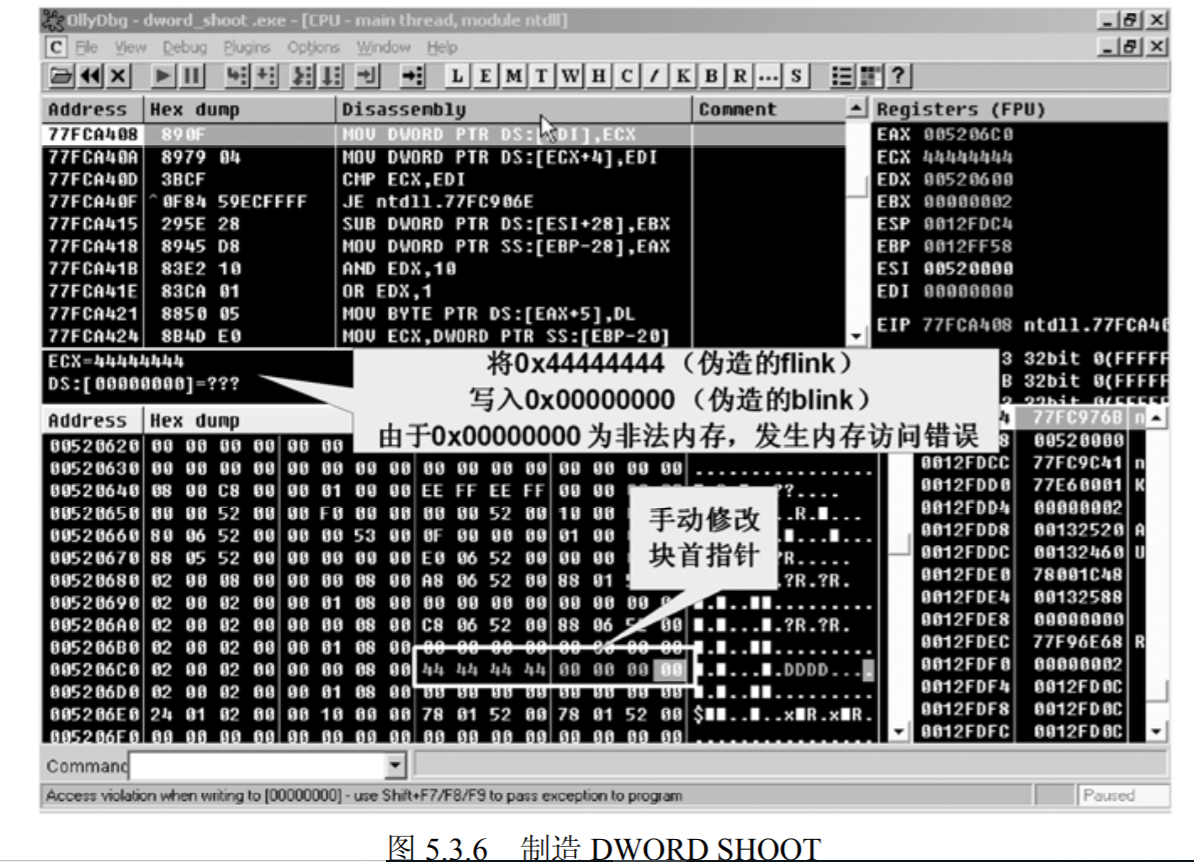 OllyDbg - dword_shoot .exe - [CPU - main thread, module ntdll]
C File View Debug Plugins Options Window Help
L E M T W H C / K B R ... S ?
Address Hex dump Disassembly Comment Registers (FPU)
77FCA408 890F MOV DWORD PTR DS:[EDI],ECX EAX 005206C0
77FCA40A 8979 04 MOV DWORD PTR DS:[ECX+4],EDI ECX 44444444
77FCA40D 3BCF CMP ECX,EDI EDX 00520600
77FCA40F ^ 0F84 59ECFFFF JE ntdll.77FC906E EBX 00000002
77FCA415 295E 28 SUB DWORD PTR DS:[ESI+28],EBX ESP 0012FDC4
77FCA418 8945 D8 MOV DWORD PTR SS:[EBP-28],EAX EBP 0012FF58
77FCA41B 83E2 10 AND EDX,10 ESI 00520000
77FCA41E 83CA 01 OR EDX,1 EDI 00000000
77FCA421 8850 05 MOV BYTE PTR DS:[EAX+5],DL
77FCA424 8B4D E0 MOV ECX,DWORD PTR SS:[EBP-20] EIP 77FCA408 ntdll.77FCA40
ECX=44444444
DS:[00000000]=???
将0x44444444（伪造的flink）
写入0x00000000（伪造的blink）
由于0x00000000 为非法内存，发生内存访问错误
3 32bit 0(FFFFF
B 32bit 0(FFFFF
Address Hex dump 4 77FC976B n
00520620 00 00 00 00 00 00 8 00520000
00520630 00 00 00 00 00 00 00 00 00 00 00 00 00 00 00 00 ................ 0012FDCC 77FC9C41 n
00520640 08 00 C8 00 00 01 00 00 EE FF EE FF 00 00 ??.... 0012FDD0 77E60001 K
00520650 00 00 52 00 00 F0 00 00 00 00 52 00 10 00 ..R.■... 0012FDD4 00000002
00520660 80 06 52 00 00 00 53 00 0F 00 00 00 01 00 0012FDD8 00132520 A
00520670 88 05 52 00 00 00 00 00 E0 06 52 00 00 00 ?R..... 0012FDDC 00132460 U
00520680 02 00 08 00 00 00 08 00 A8 06 52 00 88 01 .?R.?R. 0012FDE0 78001C48
00520690 02 00 02 00 00 01 08 00 00 00 00 00 00 00 00 00 ■.■..■■......... 0012FDE4 00132588
005206A0 02 00 02 00 00 00 08 00 C8 06 52 00 88 06 52 00 ■.■...■.?R.?R. 0012FDE8 00000000
005206B0 02 00 02 00 00 01 08 00 00 00 00 00 00 00 00 00 ■.■..■■......... 0012FDEC 77F96E68 R
005206C0 02 00 02 00 00 00 08 00 44 44 44 44 00 00 00 00 ■.■...■.DDDD.... 0012FDF0 00000002
005206D0 02 00 02 00 00 01 08 00 00 00 00 00 00 00 00 00 ■.■..■■......... 0012FDF4 0012FD0C
005206E0 24 01 02 00 00 10 00 00 78 01 52 00 78 01 52 00 $■■..■..x■R.x■R. 0012FDF8 0012FD0C
005206F0 00 00 00 00 00 00 00 00 00 00 00 00 00 00 00 00 ................ 0012FDFC 0012FD0C
手动修改
块首指针
Command
Access violation when writing to [00000000] - use Shift+F7/F8/F9 to pass exception to program Paused
图 5.3.6 制造 DWORD SHOOT